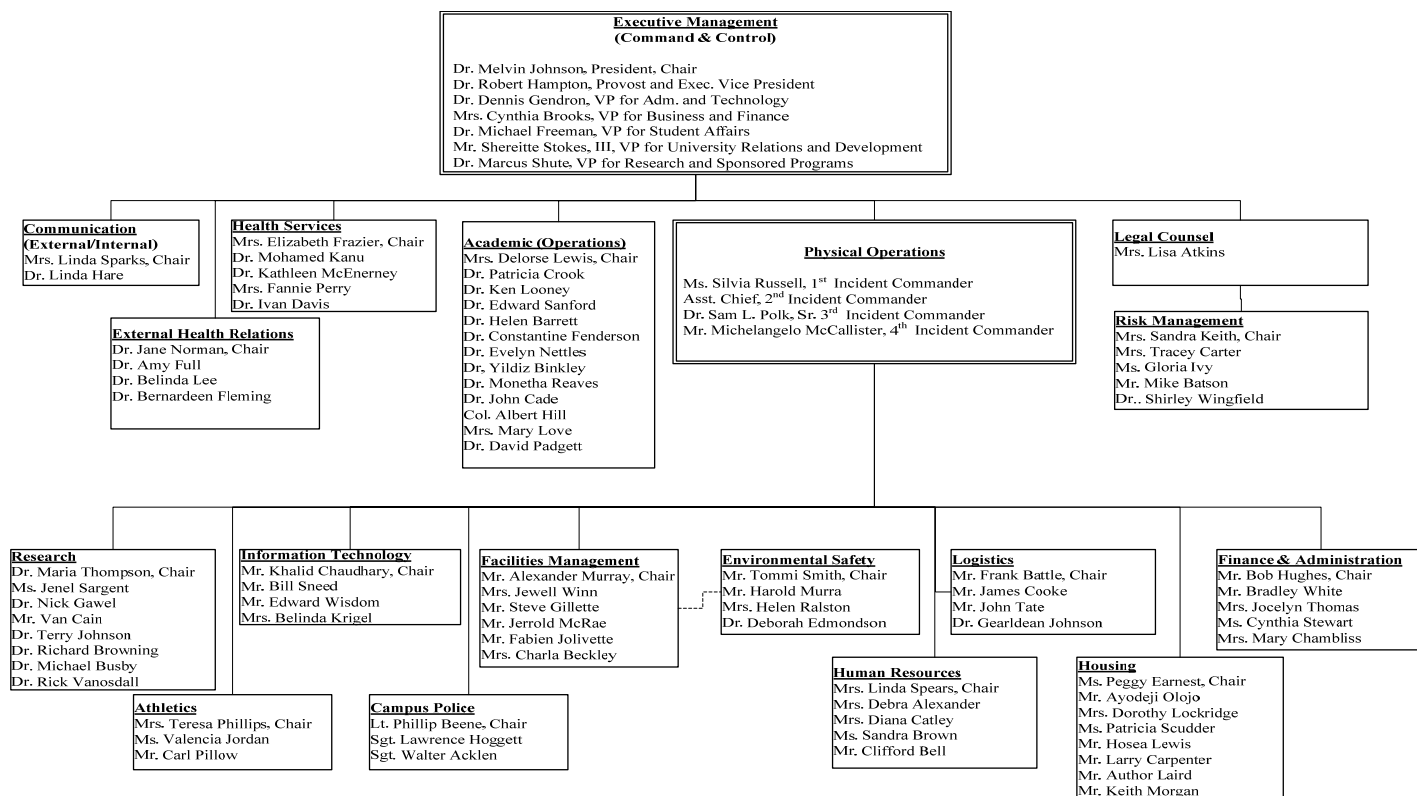 Executive Management
(Command & Control)
Dr. Melvin Johnson, President, Chair
Dr. Robert Hampton, Provost and Exec. Vice President
Dr. Dennis Gendron, VP for Adm. and Technology
Mrs. Cynthia Brooks, VP for Business and Finance
Dr. Michael Freeman, VP for Student Affairs
Mr. Shereitte Stokes, III, VP for University Relations and Development
Dr. Marcus Shute, VP for Research and Sponsored Programs
Communication
(External/Internal)
Mrs. Linda Sparks, Chair
Dr. Linda Hare
External Health Relations
Dr. Jane Norman, Chair
Dr. Amy Full
Dr. Belinda Lee
Dr. Bernardeen Fleming
Health Services
Mrs. Elizabeth Frazier, Chair
Dr. Mohamed Kanu
Dr. Kathleen McEnerney
Mrs. Fannie Perry
Dr. Ivan Davis
Academic (Operations)
Mrs. Delorse Lewis, Chair
Dr. Patricia Crook
Dr. Ken Looney
Dr. Edward Sanford
Dr. Helen Barrett
Dr. Constantine Fenderson
Dr. Evelyn Nettles
Dr, Yildiz Binkley
Dr. Monetha Reaves
Dr. John Cade
Col. Albert Hill
Mrs. Mary Love
Dr. David Padgett
Physical Operations
Ms. Silvia Russell, 1st Incident Commander
Asst. Chief, 2nd Incident Commander
Dr. Sam L. Polk, Sr. 3rd Incident Commander
Mr. Michelangelo McCallister, 4th Incident Commander
Legal Counsel
Mrs. Lisa Atkins
Risk Management
Mrs. Sandra Keith, Chair
Mrs. Tracey Carter
Ms. Gloria Ivy
Mr. Mike Batson
Dr.. Shirley Wingfield
Research
Dr. Maria Thompson, Chair
Ms. Jenel Sargent
Dr. Nick Gawel
Mr. Van Cain
Dr. Terry Johnson
Dr. Richard Browning
Dr. Michael Busby
Dr. Rick Vanosdall
Athletics
Mrs. Teresa Phillips, Chair
Ms. Valencia Jordan
Mr. Carl Pillow
Information Technology
Mr. Khalid Chaudhary, Chair
Mr. Bill Sneed
Mr. Edward Wisdom
Mrs. Belinda Krigel
Campus Police
Lt. Phillip Beene, Chair
Sgt. Lawrence Hoggett
Sgt. Walter Acklen
Facilities Management
Mr. Alexander Murray, Chair
Mrs. Jewell Winn
Mr. Steve Gillette
Mr. Jerrold McRae
Mr. Fabien Jolivette
Mrs. Charla Beckley
Environmental Safety
Mr. Tommi Smith, Chair
Mr. Harold Murra
Mrs. Helen Ralston
Dr. Deborah Edmondson
Human Resources
Mrs. Linda Spears, Chair
Mrs. Debra Alexander
Mrs. Diana Catley
Ms. Sandra Brown
Mr. Clifford Bell
Logistics
Mr. Frank Battle, Chair
Mr. James Cooke
Mr. John Tate
Dr. Gearldean Johnson
Housing
Ms. Peggy Earnest, Chair
Mr. Ayodeji Olojo
Mrs. Dorothy Lockridge
Ms. Patricia Scudder
Mr. Hosea Lewis
Mr. Larry Carpenter
Mr. Author Laird
Mr. Keith Morgan
Finance & Administration
Mr. Bob Hughes, Chair
Mr. Bradley White
Mrs. Jocelyn Thomas
Ms. Cynthia Stewart
Mrs. Mary Chambliss